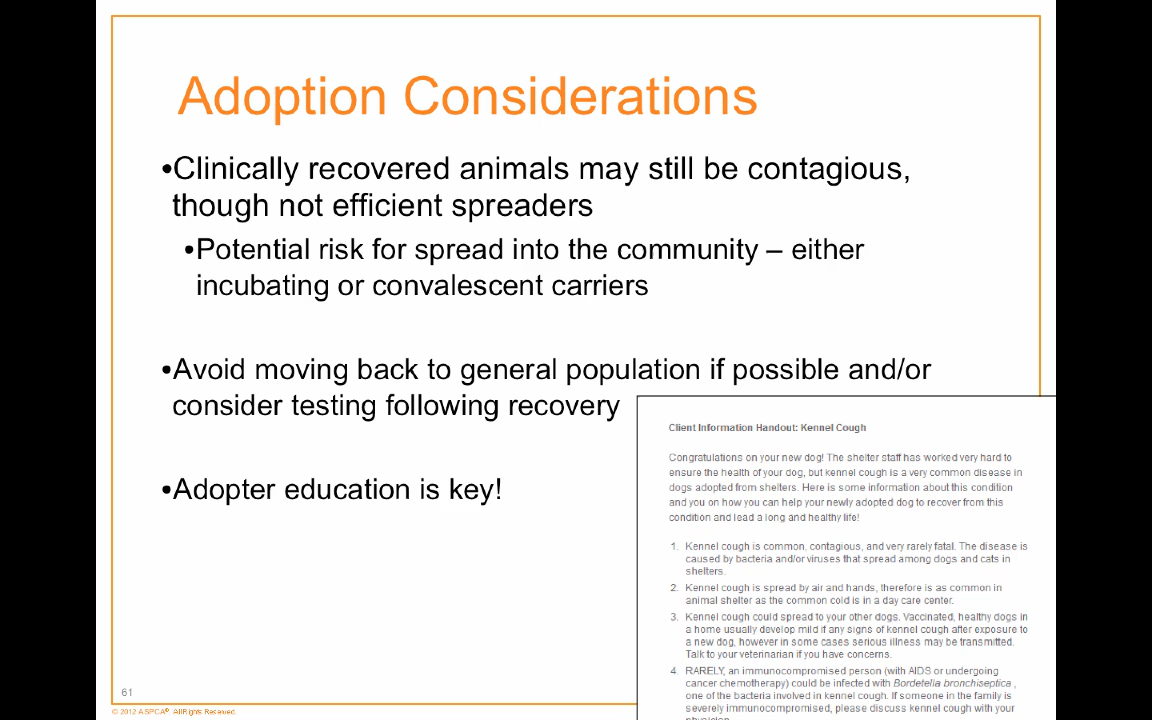 Adoption Considerations
•Clinically recovered animals may still be contagious,
though not efficient spreaders
•Potential risk for spread into the community – either
incubating or convalescent carriers
•Avoid moving back to general population if possible and/or
consider testing following recovery
•Adopter education is key!
Client Information Handout: Kennel Cough
Congratulations on your new dog! The shelter staff has worked very hard to
ensure the health of your dog, but kennel cough is a very common disease in
dogs adopted from shelters. Here is some information about this condition
and you on how you can help your newly adopted dog to recover from this
condition and lead a long and healthy life!
1. Kennel cough is common, contagious, and very rarely fatal. The disease is
caused by bacteria and/or viruses that spread among dogs and cats in
shelters.
2. Kennel cough is spread by air and hands, therefore is as common in
animal shelter as the common cold is in a day care center.
3. Kennel cough could spread to your other dogs. Vaccinated, healthy dogs in
a home usually develop mild if any signs of kennel cough after exposure to
a new dog, however in some cases serious illness may be transmitted.
Talk to your veterinarian if you have concerns.
4. RARELY, an immunocompromised person (with AIDS or undergoing
cancer chemotherapy) could be infected with Bordetella bronchiseptica ,
one of the bacteria involved in kennel cough. If someone in the family is
severely immunocompromised, please discuss kennel cough with your
physician.
61
© 2012 ASPCA® All Rights Reserved.